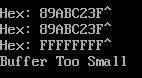 Hex: 89ABC23F^
Hex: 89ABC23F^
Hex: FFFFFFFF^
Buffer Too Small